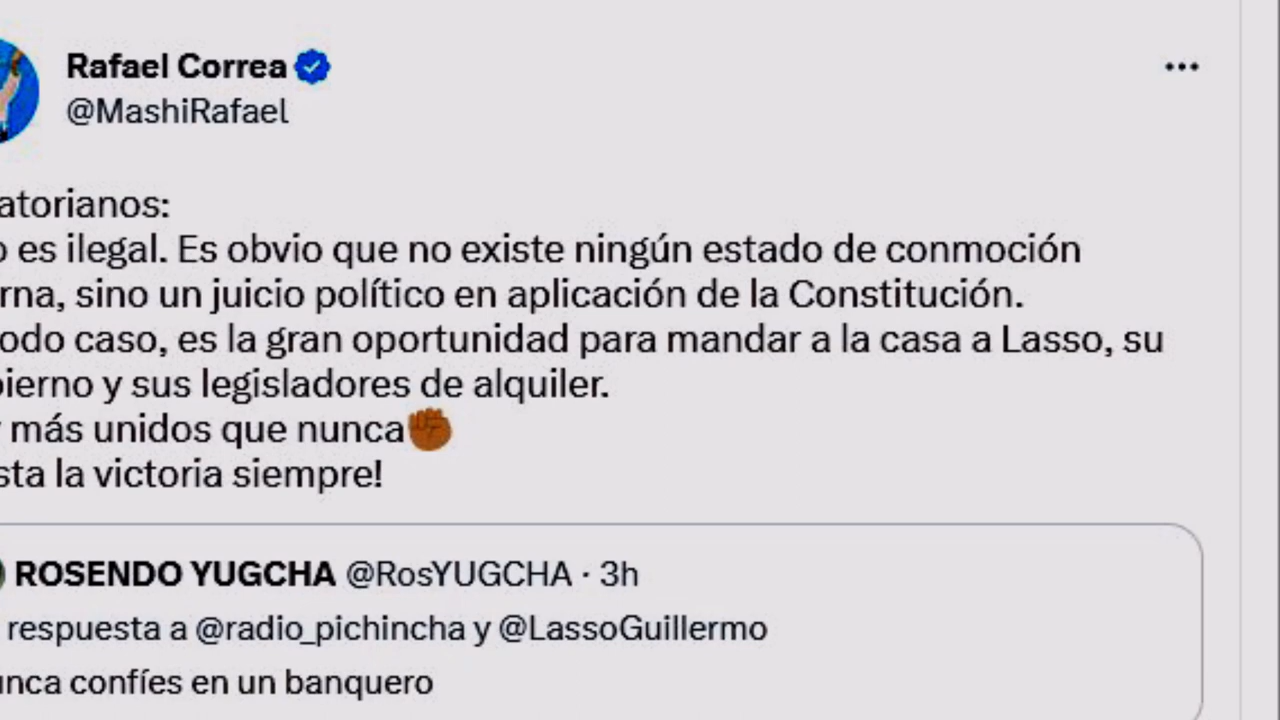 Rafael Correa
@MashiRafael
atorianos:
o es ilegal. Es obvio que no existe ningún estado de conmoción
rna, sino un juicio político en aplicación de la Constitución.
odo caso, es la gran oportunidad para mandar a la casa a Lasso, su
bierno y sus legisladores de alquiler.
más unidos que nunca✊🏾
sta la victoria siempre!
ROSENDO YUGCHA @RosYUGCHA · 3h
respuesta a @radio_pichincha y @LassoGuillermo
unca confíes en un banquero